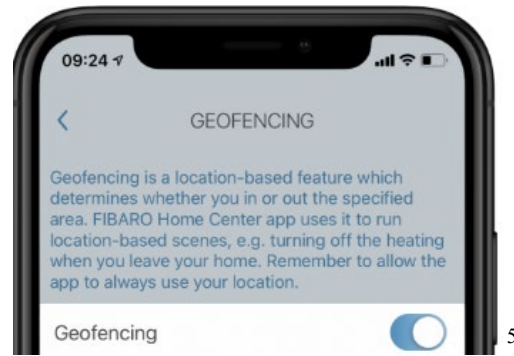 09:24
GEOFENCING
Geofencing is a location-based feature which
determines whether you in or out the specified
area. FIBARO Home Center app uses it to run
location-based scenes, e.g. turning off the heating
when you leave your home. Remember to allow the
app to always use your location.
Geofencing
5